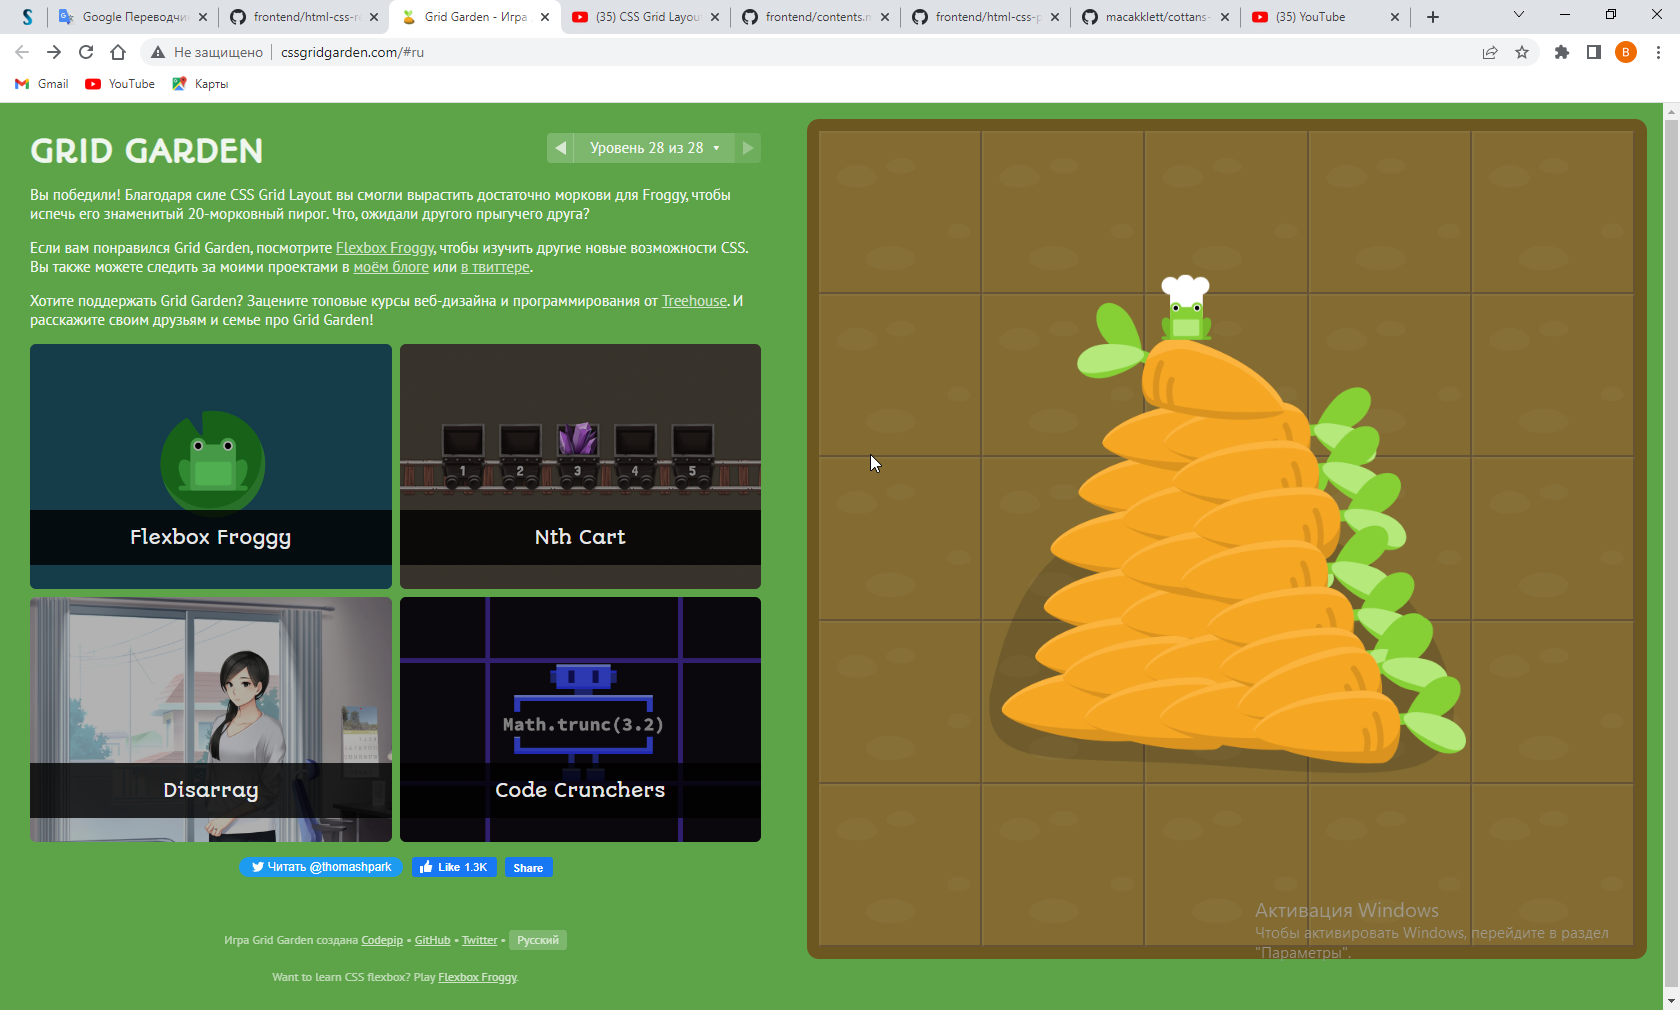 Google Переводчик
frontend/html-css-re
Grid Garden - Игра
(35) CSS Grid Layou
frontend/contents.m
frontend/html-css-p
macakklett/cottans-
(35) YouTube
Не защищено
cssgridgarden.com/#ru
B
Gmail
YouTube
Карты
GRID GARDEN
Уровень 28 из 28
Вы победили! Благодаря силе CSS Grid Layout вы смогли вырастить достаточно моркови для Froggy, чтобы
испечь его знаменитый 20-морковный пирог. Что, ожидали другого прыгучего друга?
Если вам понравился Grid Garden, посмотрите Flexbox Froggy, чтобы изучить другие новые возможности CSS.
Вы также можете следить за моими проектами в моём блоге или в твиттере.
Хотите поддержать Grid Garden? Зацените топовые курсы веб-дизайна и программирования от Treehouse. И
расскажите своим друзьям и семье про Grid Garden!
1 2 3 4 5
Flexbox Froggy
Nth Cart
Math.trunc(3.2)
Disarray
Code Crunchers
Читать @thomashpark
Like 1.3K
Share
Игра Grid Garden создана Codepip • GitHub • Twitter • Русский
Want to learn CSS flexbox? Play Flexbox Froggy.
Активация Windows
Чтобы активировать Windows, перейдите в раздел
"Параметры".